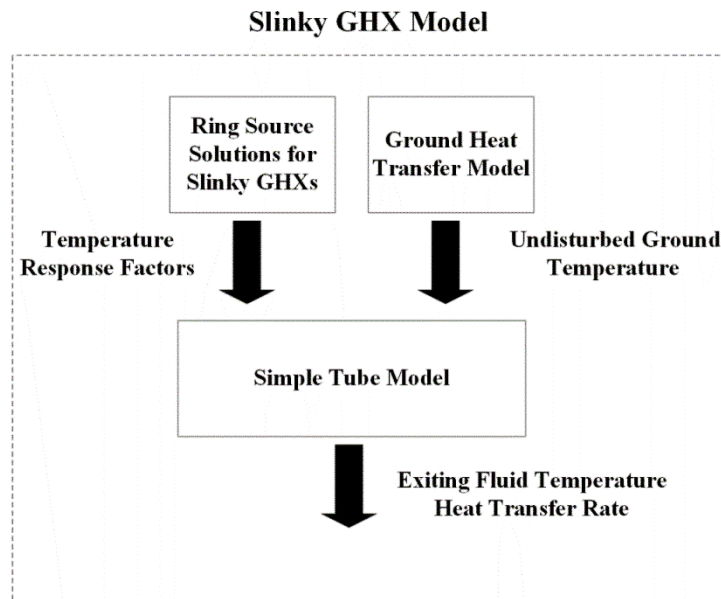 Slinky GHX Model
Ring Source
Solutions for
Slinky GHXs
Ground Heat
Transfer Model
Temperature
Response Factors
Undisturbed Ground
Temperature
Simple Tube Model
Exiting Fluid Temperature
Heat Transfer Rate